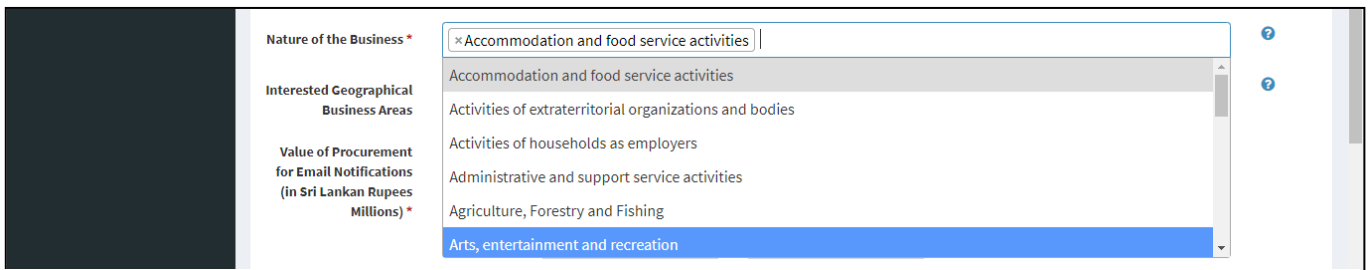 Nature of the Business *
×Accommodation and food service activities
Accommodation and food service activities
Activities of extraterritorial organizations and bodies
Activities of households as employers
Administrative and support service activities
Agriculture, Forestry and Fishing
Arts, entertainment and recreation
Interested Geographical
Business Areas
Value of Procurement
for Email Notifications
(in Sri Lankan Rupees
Millions) *